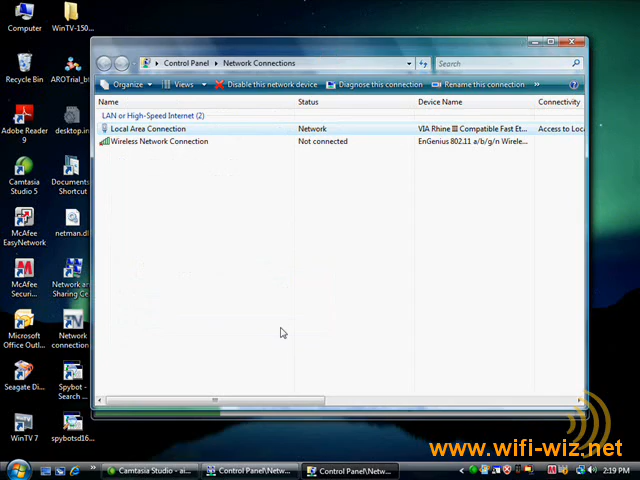 Computer
WinTV-150...
Recycle Bin
AROTrial_bt
Adobe Reader 9
desktop.in
Camtasia Studio 5
Documents Shortcut
McAfee EasyNetwork
netman.dl
McAfee Securi...
Network an Sharing Ce
Microsoft Office Outl...
Network connection
Seagate Di...
Spybot - Search ...
WinTV 7
spybotsd16...
Control Panel
Network Connections
Search
Organize
Views
Disable this network device
Diagnose this connection
Rename this connection
»
Name
Status
Device Name
Connectivity
LAN or High-Speed Internet (2)
Local Area Connection
Network
VIA Rhine III Compatible Fast Et...
Access to Loca
Wireless Network Connection
Not connected
EnGenius 802.11 a/b/g/n Wirele...
www.wifi-wiz.net
Camtasia Studio - ai...
Control Panel\Netw...
Control Panel\Netw...
2:19 PM